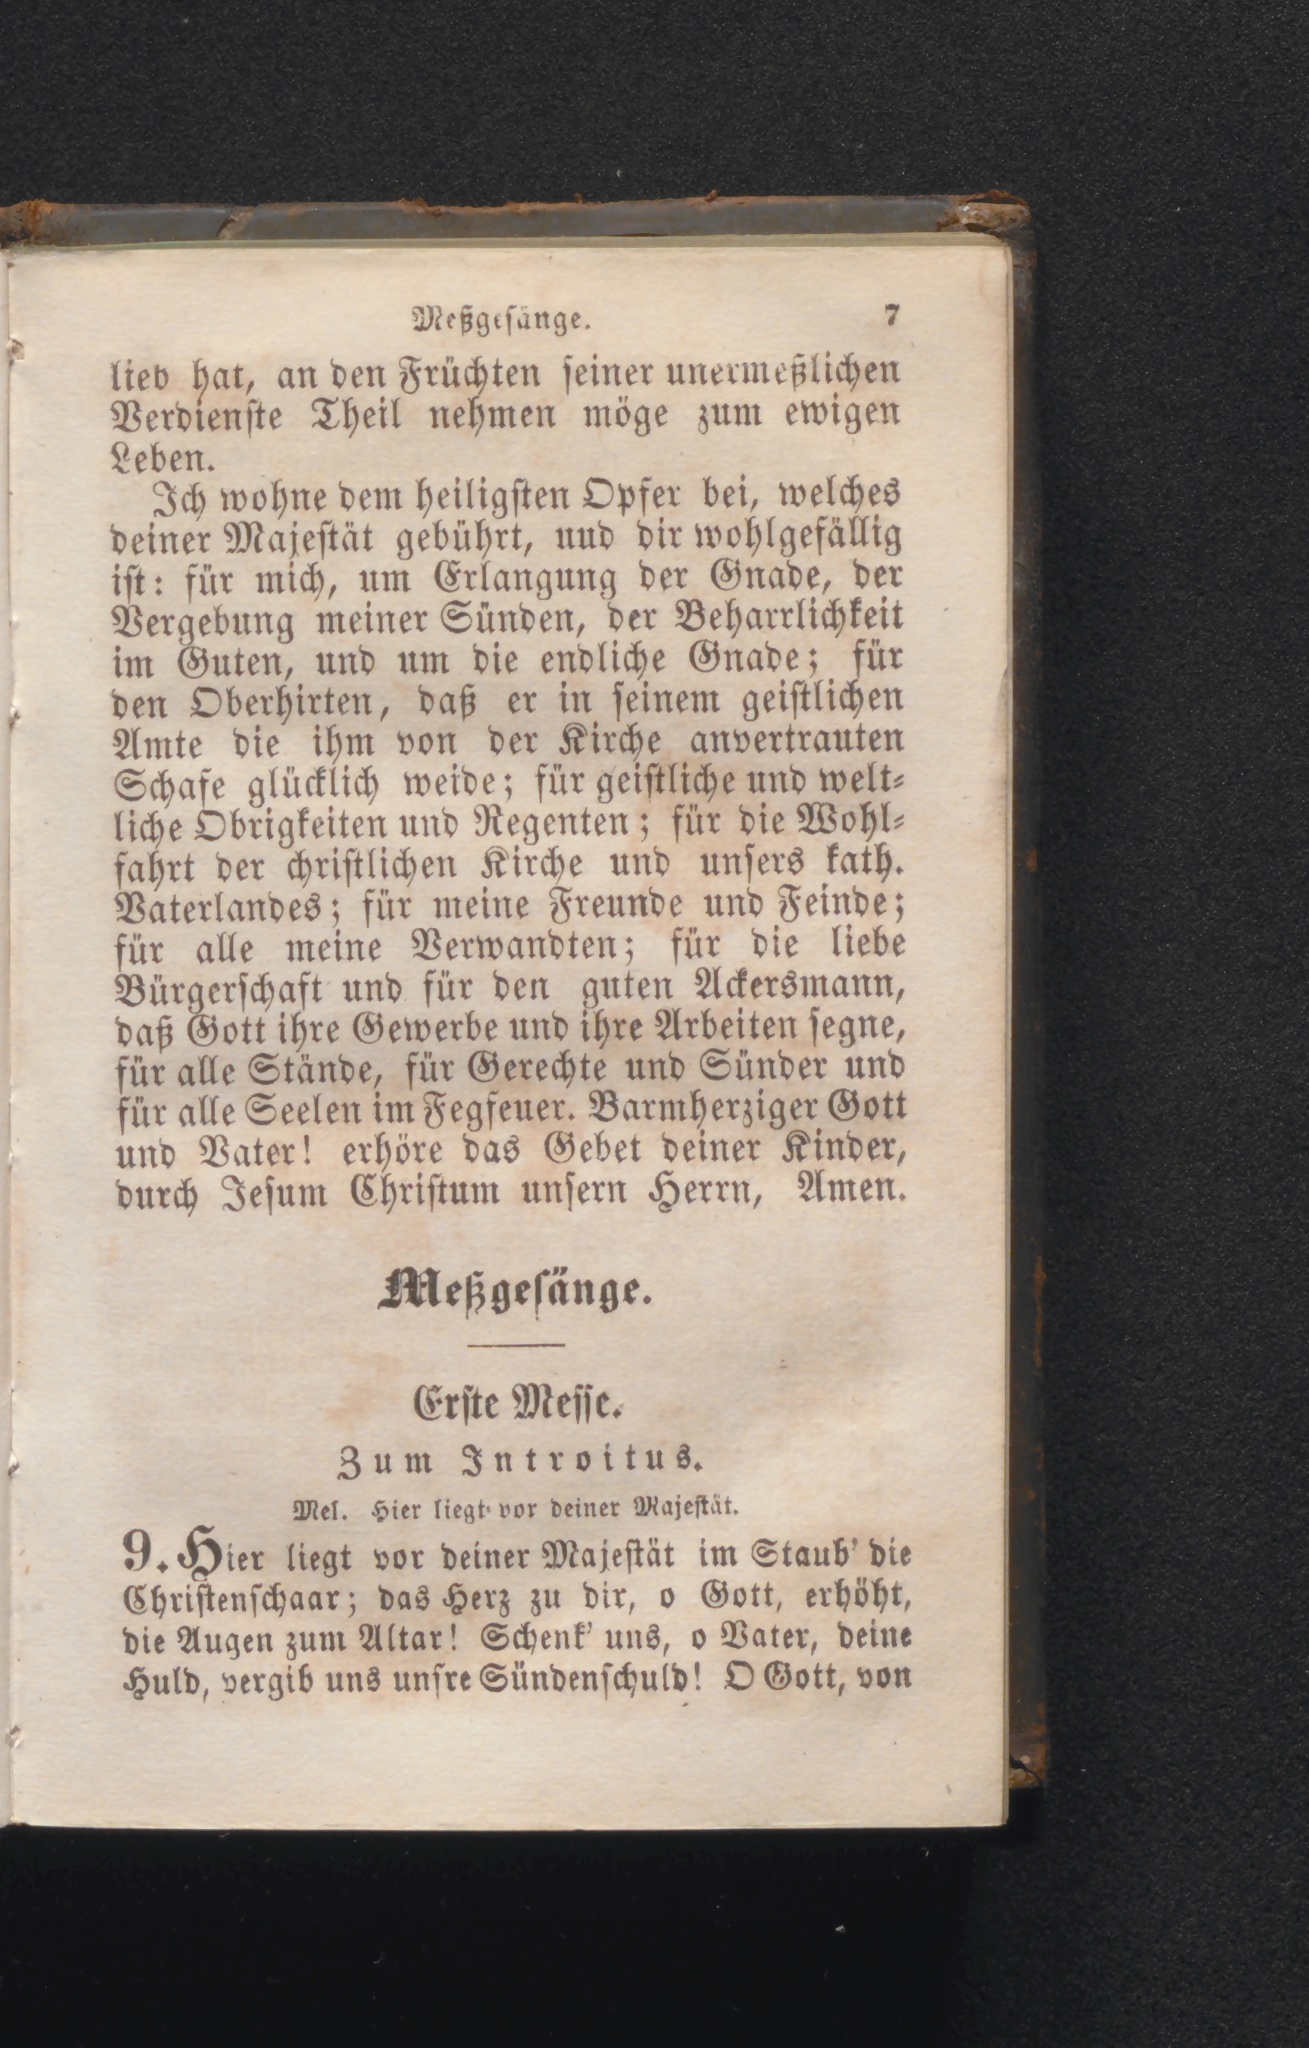 Meßgesänge. 7
lieb hat, an den Früchten seiner unermeßlichen
Verdienste Theil nehmen möge zum ewigen
Leben.
Ich wohne dem heiligsten Opfer bei, welches
deiner Majestät gebührt, uud dir wohlgefällig
ist: für mich, um Erlangung der Gnade, der
Vergebung meiner Sünden, der Beharrlichkeit
im Guten, und um die endliche Gnade; für
den Oberhirten, daß er in seinem geistlichen
Amte die ihm von der Kirche anvertrauten
Schafe glücklich weide; für geistliche und welt-
liche Obrigkeiten und Regenten; für die Wohl-
fahrt der christlichen Kirche und unsers kath.
Vaterlandes; für meine Freunde und Feinde;
für alle meine Verwandten; für die liebe
Bürgerschaft und für den guten Ackersmann,
daß Gott ihre Gewerbe und ihre Arbeiten segne,
für alle Stände, für Gerechte und Sünder und
für alle Seelen im Fegfeuer. Barmherziger Gott
und Vater! erhöre das Gebet deiner Kinder,
durch Jesum Christum unsern Herrn, Amen.
Meßgesänge.
Erste Messe.
Zum Introitus.
Mel. Hier liegt vor deiner Majestät.
9. Hier liegt vor deiner Majestät im Staub' die
Christenschaar; das Herz zu dir, o Gott, erhöht,
die Augen zum Altar! Schenk' uns, o Vater, deine
Huld, vergib uns unsre Sündenschuld! O Gott, von